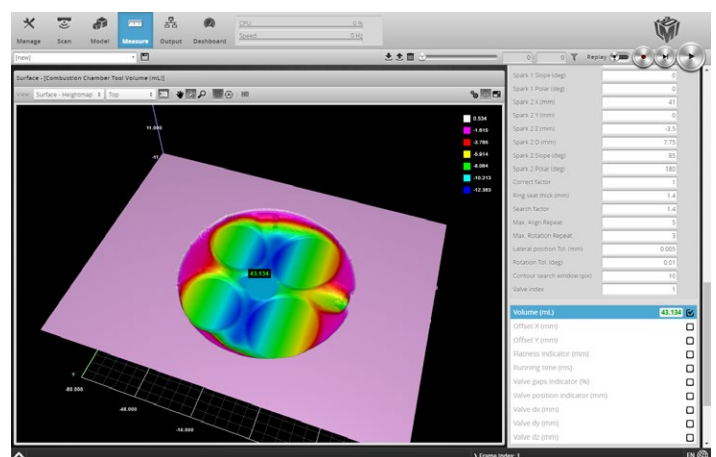 Manage
Scan
Model
Measure
Output
Dashboard
CPU 0 %
Speed 0 Hz
[new]
0
0
Replay
Surface - [Combustion Chamber Tool Volume (mL)]
View: Surface - Heightmap
Top
HD
11.000
0.534
-1.615
-3.765
-5.914
-8.064
-10.213
-12.363
43.134
Y
-80.000
-48.000
-16.000
Spark 1 Slope (deg) 0
Spark 1 Polar (deg) 0
Spark 2 X (mm) 41
Spark 2 Y (mm) 0
Spark 2 Z (mm) -3.5
Spark 2 D (mm) 7.75
Spark 2 Slope (deg) 85
Spark 2 Polar (deg) 180
Correct factor 1
Ring seat thick (mm) 1.4
Search factor 1.4
Max. Align Repeat 5
Max. Rotation Repeat 3
Lateral position Tol. (mm) 0.005
Rotation Tol. (deg) 0.01
Contour search window (pix) 10
Valve index 1
Volume (mL) 43.134
Offset X (mm)
Offset Y (mm)
Flatness indicator (mm)
Running time (ms)
Valve gaps indicator (%)
Valve position indicator (mm)
Valve dx (mm)
Valve dy (mm)
Valve dz (mm)
Frame Index: 1
EN